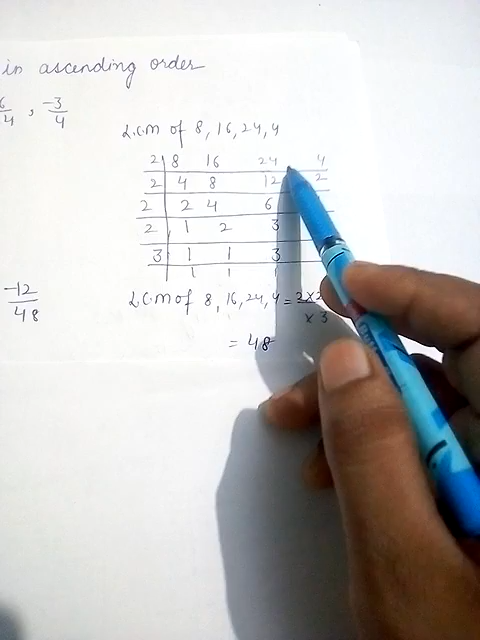 in ascending order
6/4 , -3/4
L.C.M of 8, 16, 24, 4
2 | 8 16 24 4
2 | 4 8 12 2
2 | 2 4 6
2 | 1 2 3
3 | 1 1 3
1 1 1
-12/48
L.C.M of 8, 16, 24, 4 = 2×2
× 3
= 48